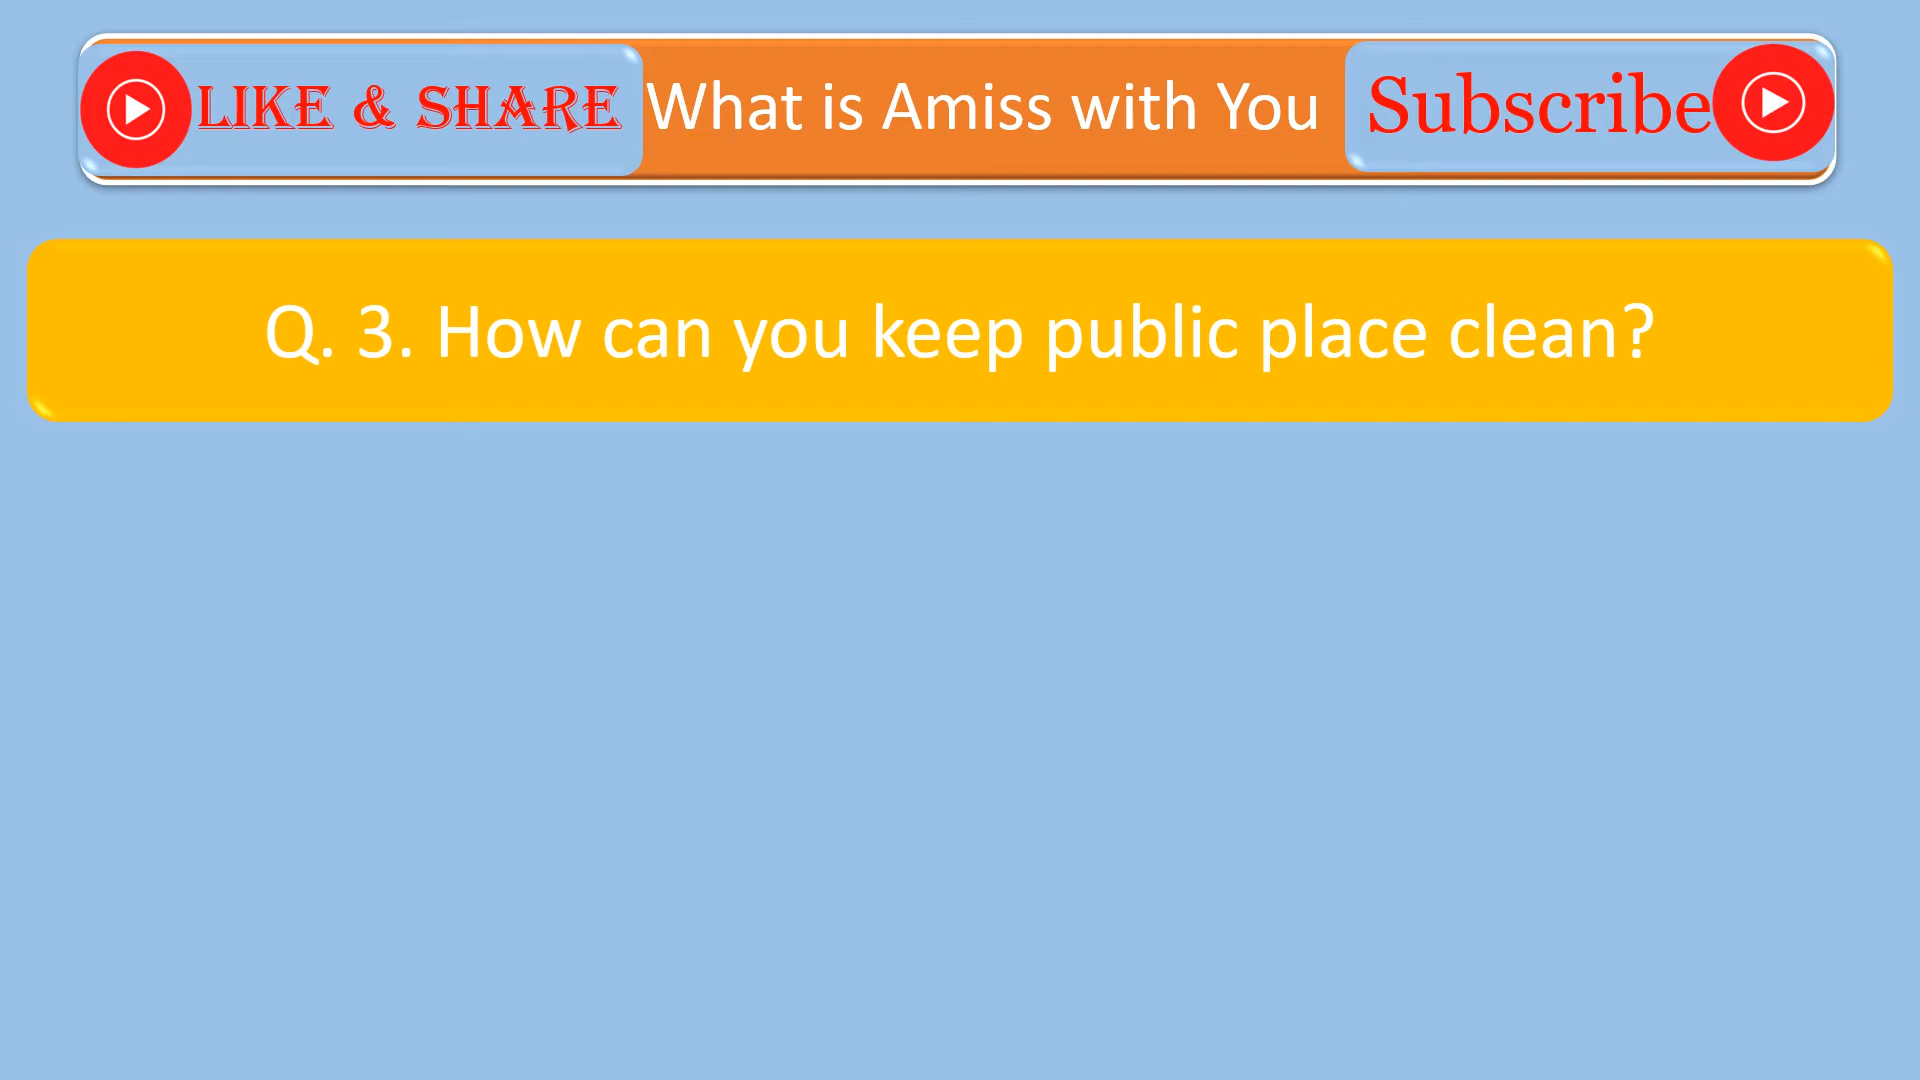 LIKE & SHARE What is Amiss with You Subscribe
Q. 3. How can you keep public place clean?